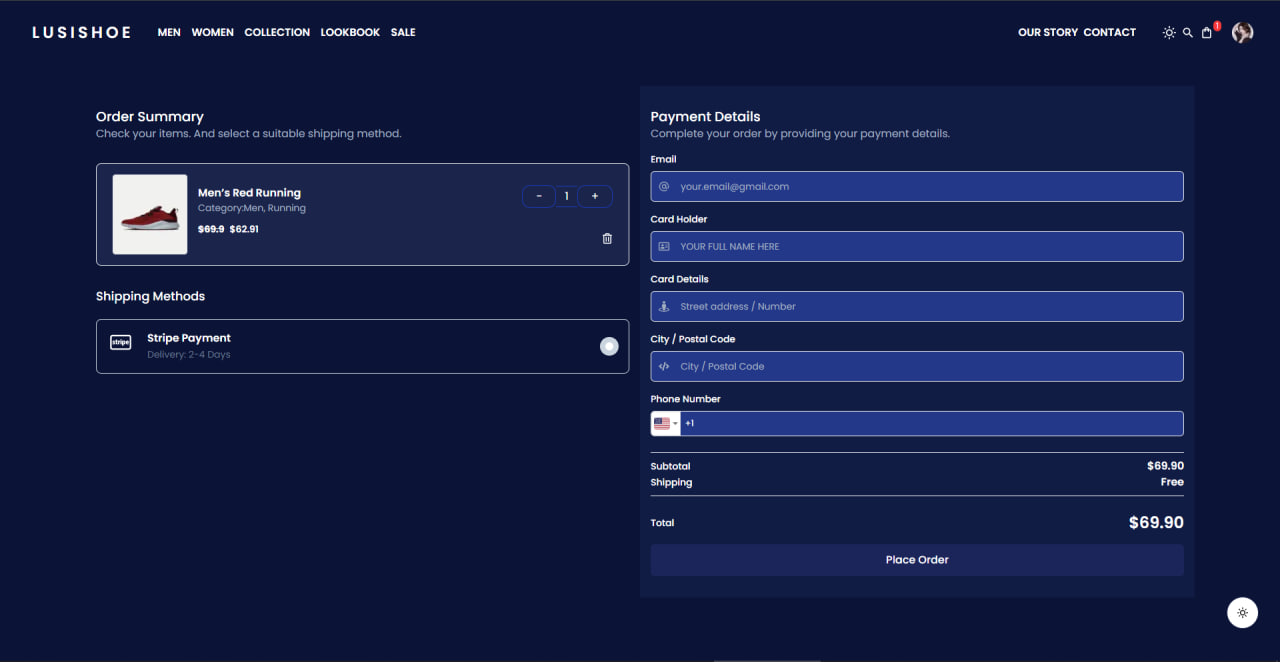 LUSISHOE MEN WOMEN COLLECTION LOOKBOOK SALE OUR STORY CONTACT 1
Order Summary
Check your items. And select a suitable shipping method.
Men’s Red Running
Category:Men, Running
$69.9 $62.91
- 1 +
Shipping Methods
stripe
Stripe Payment
Delivery: 2-4 Days
Payment Details
Complete your order by providing your payment details.
Email
@ your.email@gmail.com
Card Holder
YOUR FULL NAME HERE
Card Details
Street address / Number
City / Postal Code
</> City / Postal Code
Phone Number
+1
Subtotal $69.90
Shipping Free
Total $69.90
Place Order